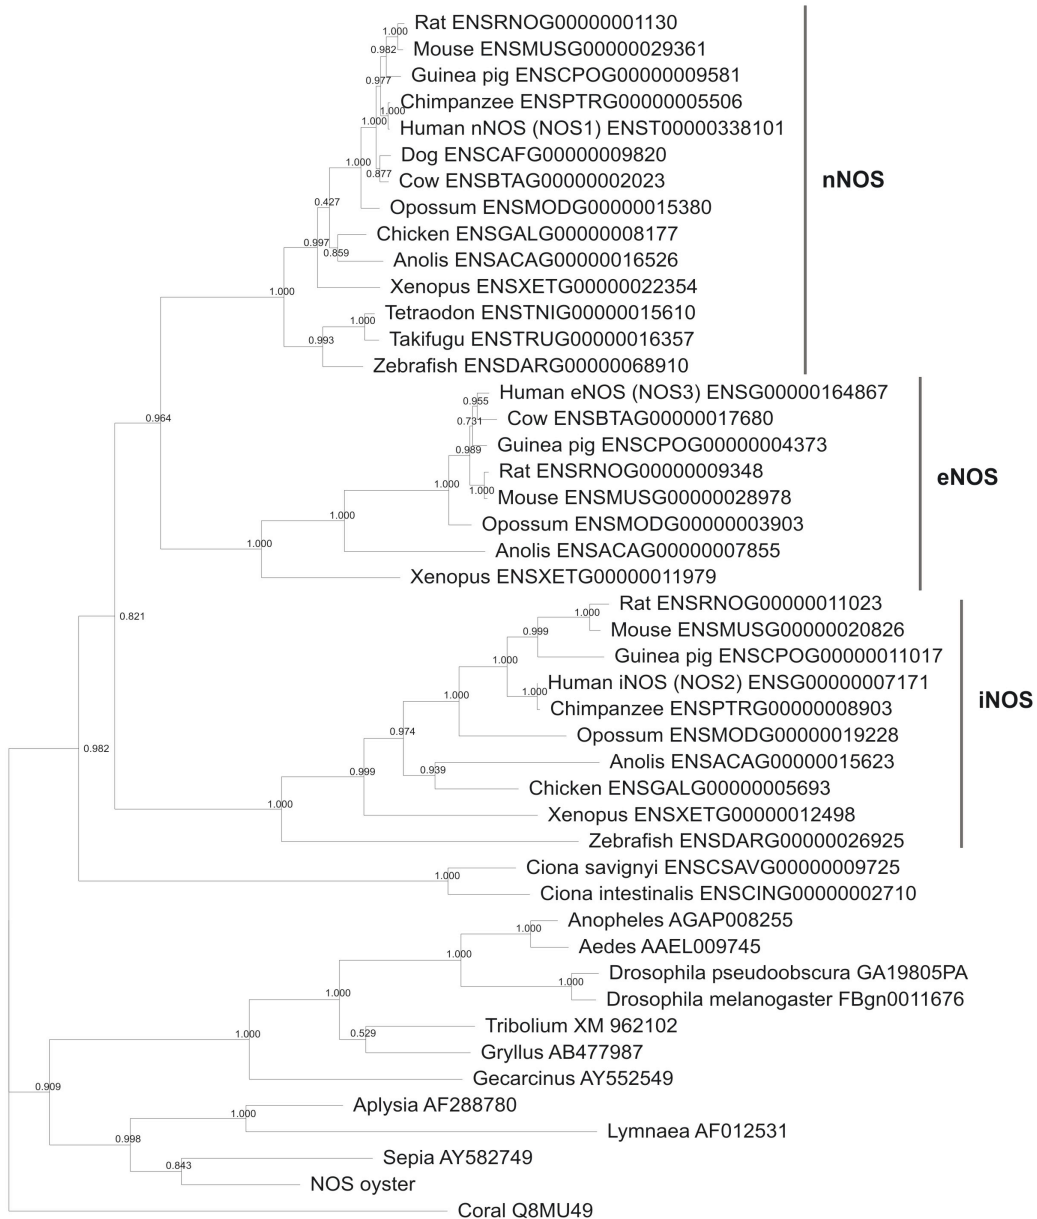 1.000
Rat ENSRNOG00000001130
0.982
Mouse ENSMUSG00000029361
0.977
Guinea pig ENSCPOG00000009581
1.000
Chimpanzee ENSPTRG00000005506
1.000
Human nNOS (NOS1) ENST00000338101
1.000
Dog ENSCAFG00000009820
0.877
Cow ENSBTAG00000002023
nNOS
0.427
Opossum ENSMODG00000015380
0.997
Chicken ENSGALG00000008177
0.859
Anolis ENSACAG00000016526
1.000
Xenopus ENSXETG00000022354
1.000
Tetraodon ENSTNIG00000015610
0.993
Takifugu ENSTRUG00000016357
Zebrafish ENSDARG00000068910
0.955
Human eNOS (NOS3) ENSG00000164867
0.964
0.731
Cow ENSBTAG00000017680
0.989
Guinea pig ENSCPOG00000004373
Rat ENSRNOG00000009348
eNOS
1.000
1.000
Mouse ENSMUSG00000028978
1.000
Opossum ENSMODG00000003903
1.000
Anolis ENSACAG00000007855
Xenopus ENSXETG00000011979
Rat ENSRNOG00000011023
0.821
1.000
Mouse ENSMUSG00000020826
0.999
Guinea pig ENSCPOG00000011017
1.000
Human iNOS (NOS2) ENSG00000007171
1.000
1.000
iNOS
Chimpanzee ENSPTRG00000008903
0.974
Opossum ENSMODG00000019228
0.982
Anolis ENSACAG00000015623
0.999
0.939
Chicken ENSGALG00000005693
1.000
Xenopus ENSXETG00000012498
Zebrafish ENSDARG00000026925
Ciona savignyi ENSCSAVG00000009725
1.000
Ciona intestinalis ENSCING00000002710
Anopheles AGAP008255
1.000
Aedes AAEL009745
1.000
Drosophila pseudoobscura GA19805PA
1.000
Drosophila melanogaster FBgn0011676
1.000
Tribolium XM 962102
1.000
0.529
Gryllus AB477987
Gecarcinus AY552549
0.909
Aplysia AF288780
1.000
Lymnaea AF012531
0.998
Sepia AY582749
0.843
NOS oyster
Coral Q8MU49